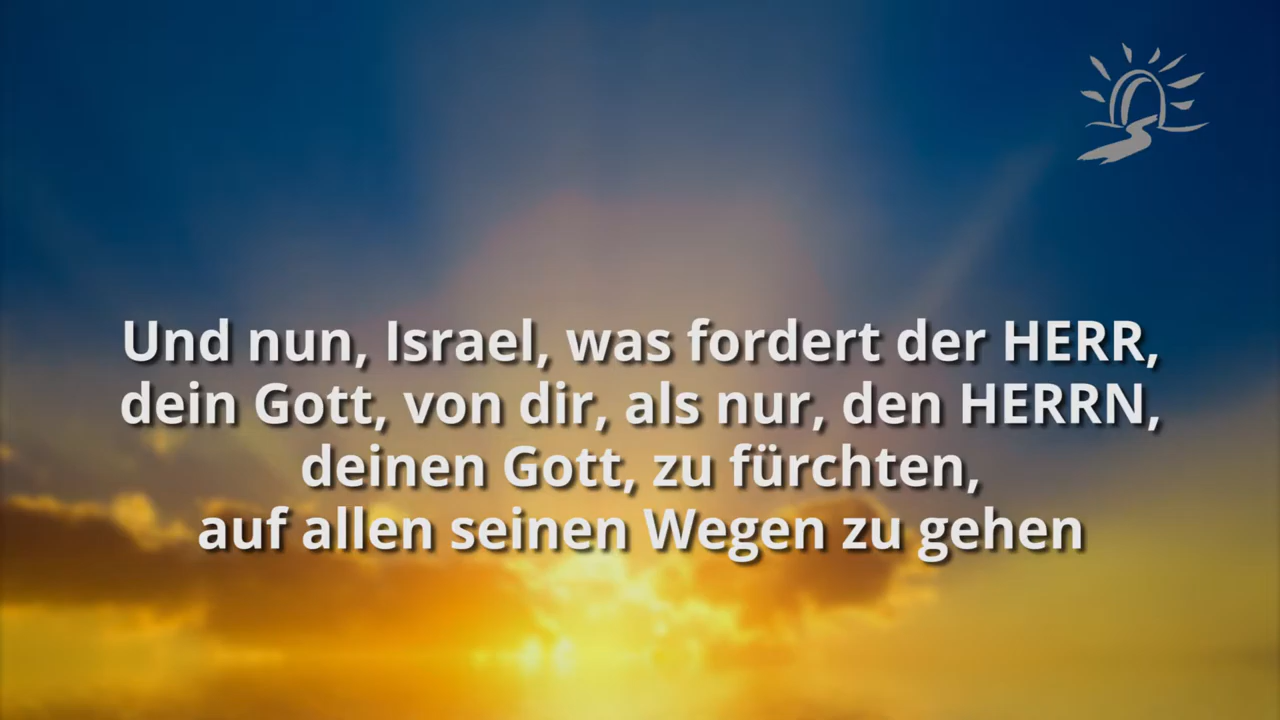 Und nun, Israel, was fordert der HERR,
dein Gott, von dir, als nur, den HERRN,
deinen Gott, zu fürchten,
auf allen seinen Wegen zu gehen